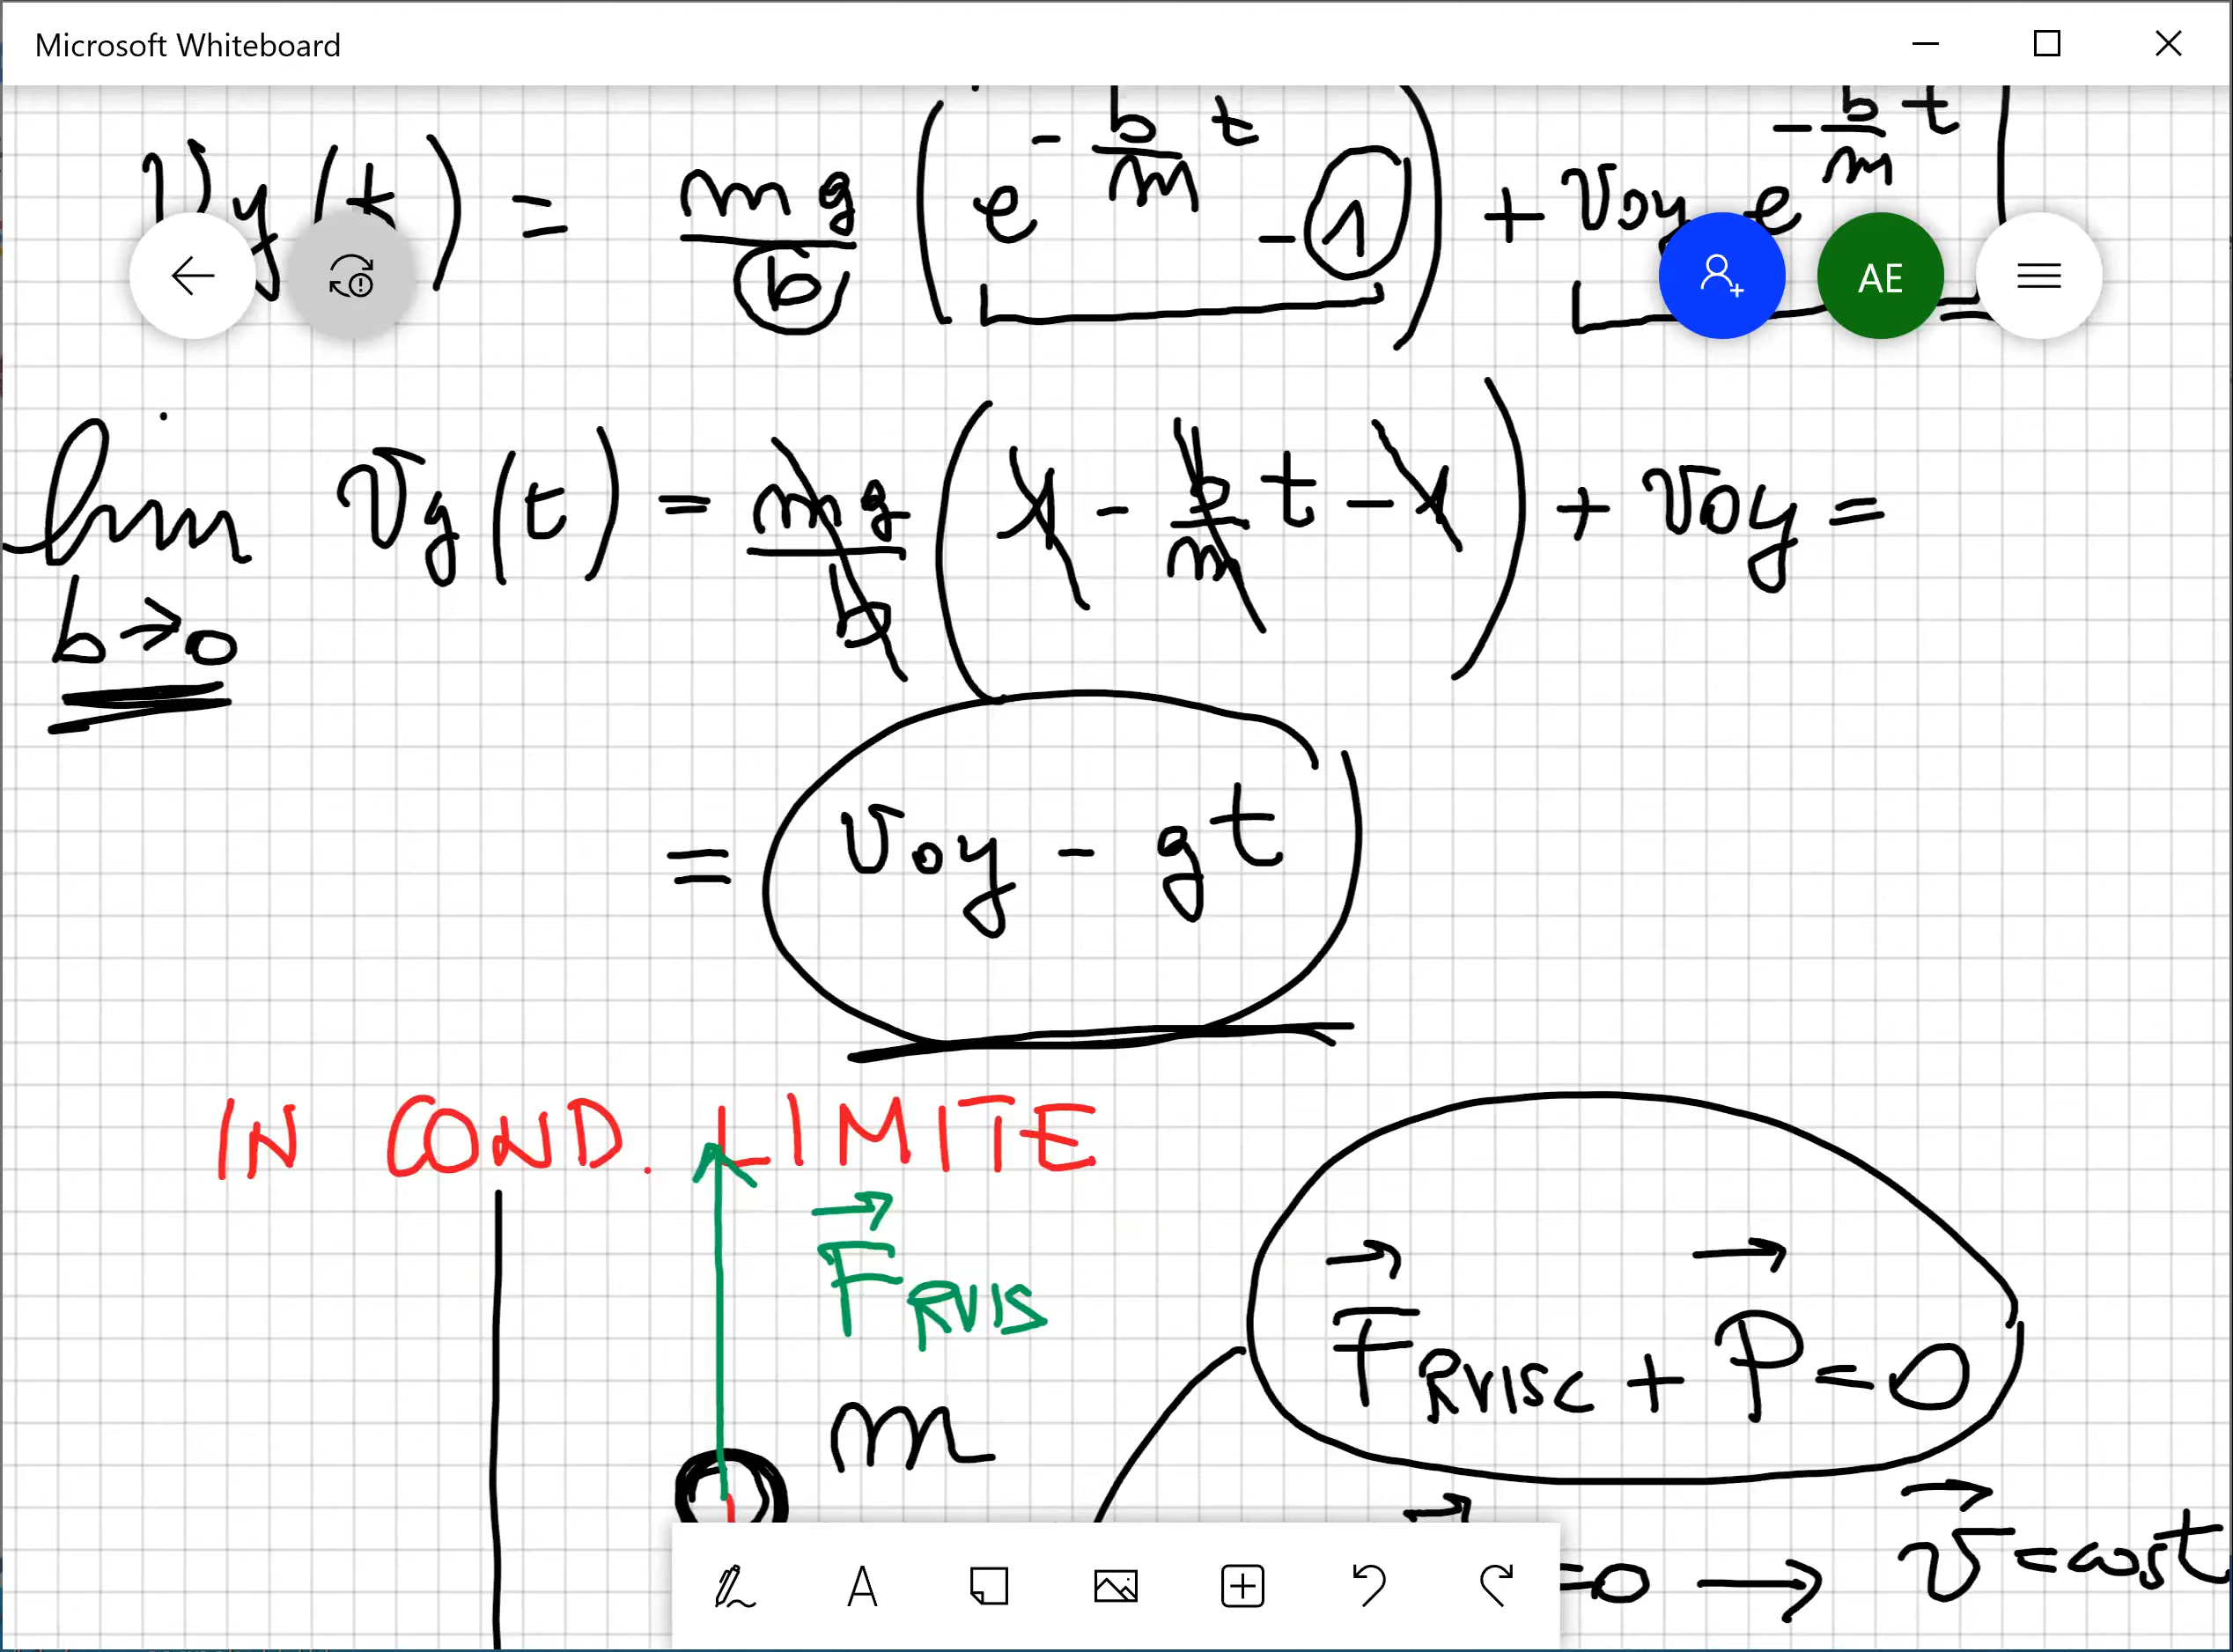 Microsoft Whiteboard
Vy(t) = mg/b (e^(-b/m t) - 1) + Voy e^(-b/m t)
AE
lim b→0 Vy(t) = mg/b (1 - b/m t - 1) + Voy =
= Voy - gt
IN COND. LIMITE
F RVIS
F RVISC + P = 0
m
=0 → v = cost
A